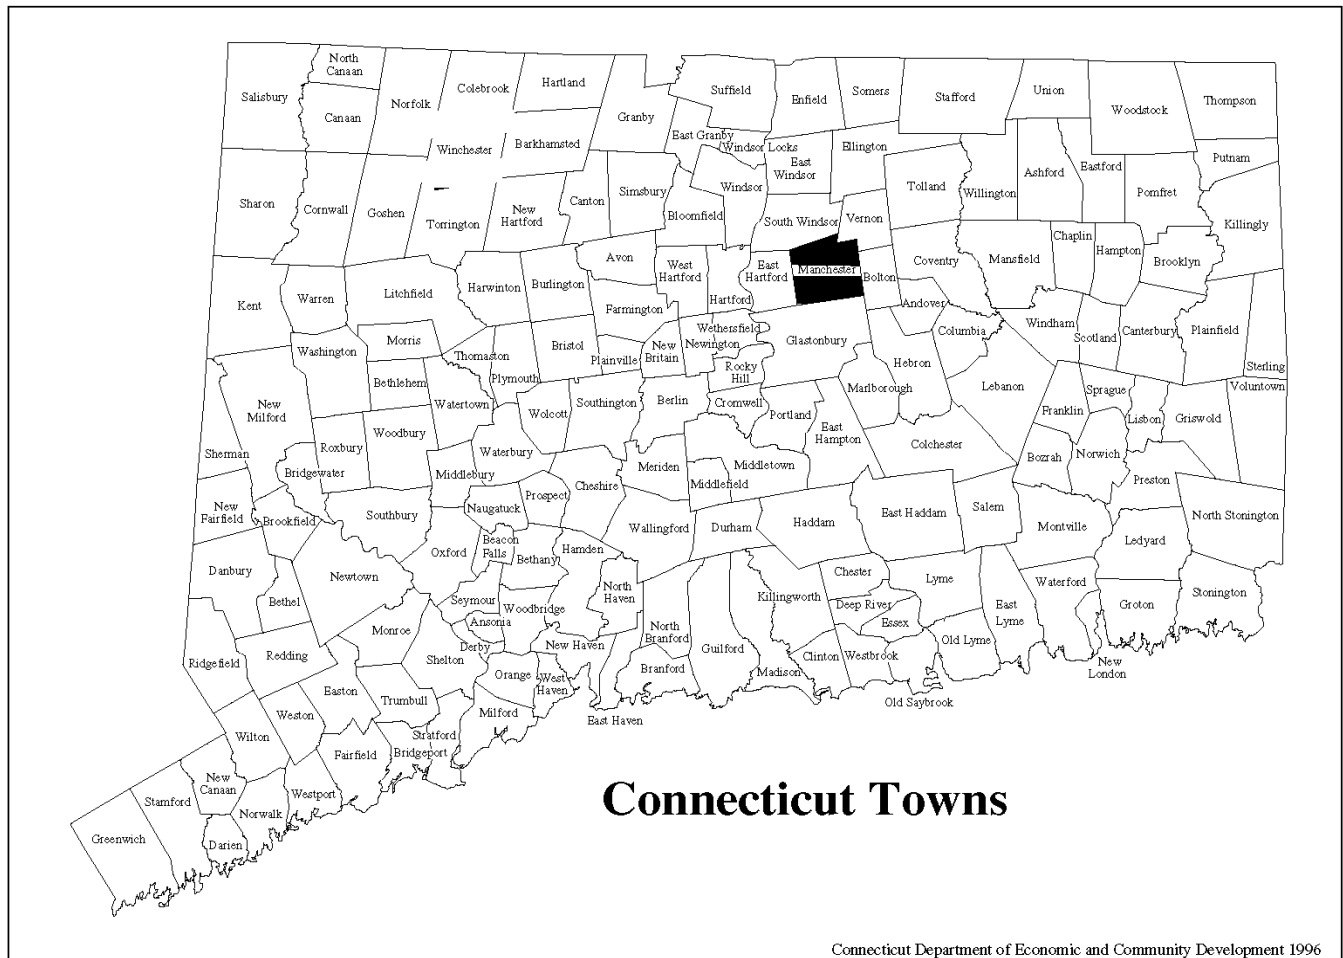 North
Canaan
Salisbury
Canaan
Norfolk
Colebrook
Hartland
Winchester
Barkhamsted
Granby
Suffield
East Granby
Windsor Locks
Enfield
East
Windsor
Somers
Ellington
Stafford
Union
Woodstock
Thompson
Putnam
Sharon
Cornwall
Goshen
Torrington
New
Hartford
Canton
Simsbury
Bloomfield
Windsor
South Windsor
Vernon
Tolland
Willington
Ashford
Eastford
Pomfret
Killingly
Kent
Warren
Litchfield
Harwinton
Burlington
Avon
Farmington
West
Hartford
Hartford
East
Hartford
Manchester
Bolton
Coventry
Andover
Mansfield
Chaplin
Hampton
Brooklyn
Washington
Morris
Bethlehem
Thomaston
Plymouth
Bristol
Plainville
New
Britain
Wethersfield
Newington
Rocky
Hill
Glastonbury
Hebron
Columbia
Windham
Scotland
Canterbury
Plainfield
Sterling
Voluntown
New
Milford
Sherman
Roxbury
Woodbury
Watertown
Wolcott
Southington
Berlin
Cromwell
Portland
East
Hampton
Marlborough
Lebanon
Colchester
Franklin
Sprague
Lisbon
Griswold
Bozrah
Norwich
Preston
Bridgewater
Waterbury
Middlebury
Cheshire
Meriden
Middletown
Middlefield
New
Fairfield
Brookfield
Southbury
Naugatuck
Prospect
Wallingford
Durham
Haddam
East Haddam
Salem
Montville
Ledyard
North Stonington
Danbury
Bethel
Newtown
Oxford
Beacon
Falls
Bethany
Hamden
North
Haven
Seymour
Woodbridge
Ansonia
Derby
New Haven
North
Branford
Branford
Guilford
Killingworth
Madison
Chester
Deep River
Essex
Clinton
Westbrook
Lyme
Old Lyme
East
Lyme
Waterford
Groton
Stonington
New
London
Old Saybrook
East Haven
Ridgefield
Redding
Monroe
Shelton
Orange
West
Haven
Milford
Easton
Trumbull
Stratford
Bridgeport
Fairfield
Weston
Wilton
Westport
Norwalk
New
Canaan
Darien
Stamford
Greenwich
Connecticut Towns
Connecticut Department of Economic and Community Development 1996